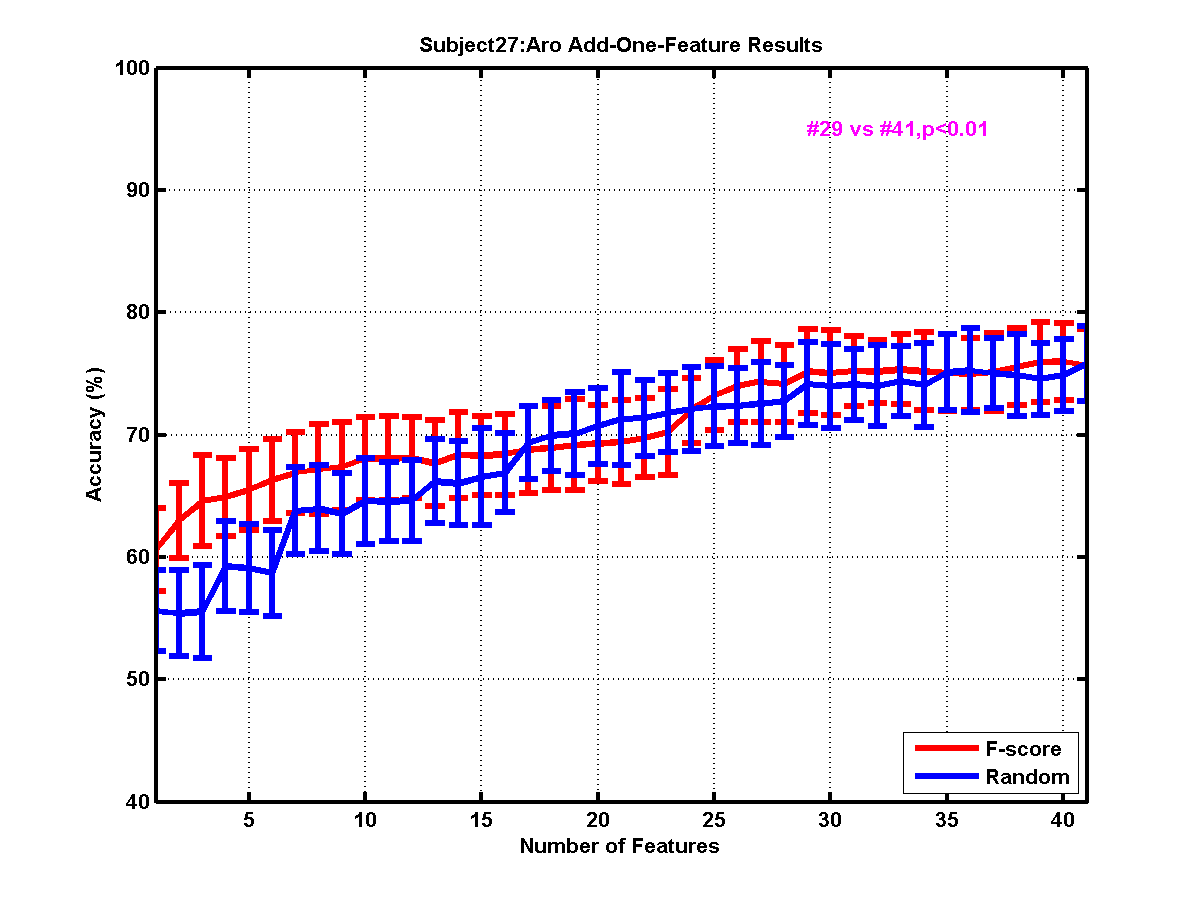 Subject27:Aro Add-One-Feature Results
100
#29 vs #41,p<0.01
90
80
70
60
50
40
Accuracy (%)
F-score
Random
5 10 15 20 25 30 35 40
Number of Features